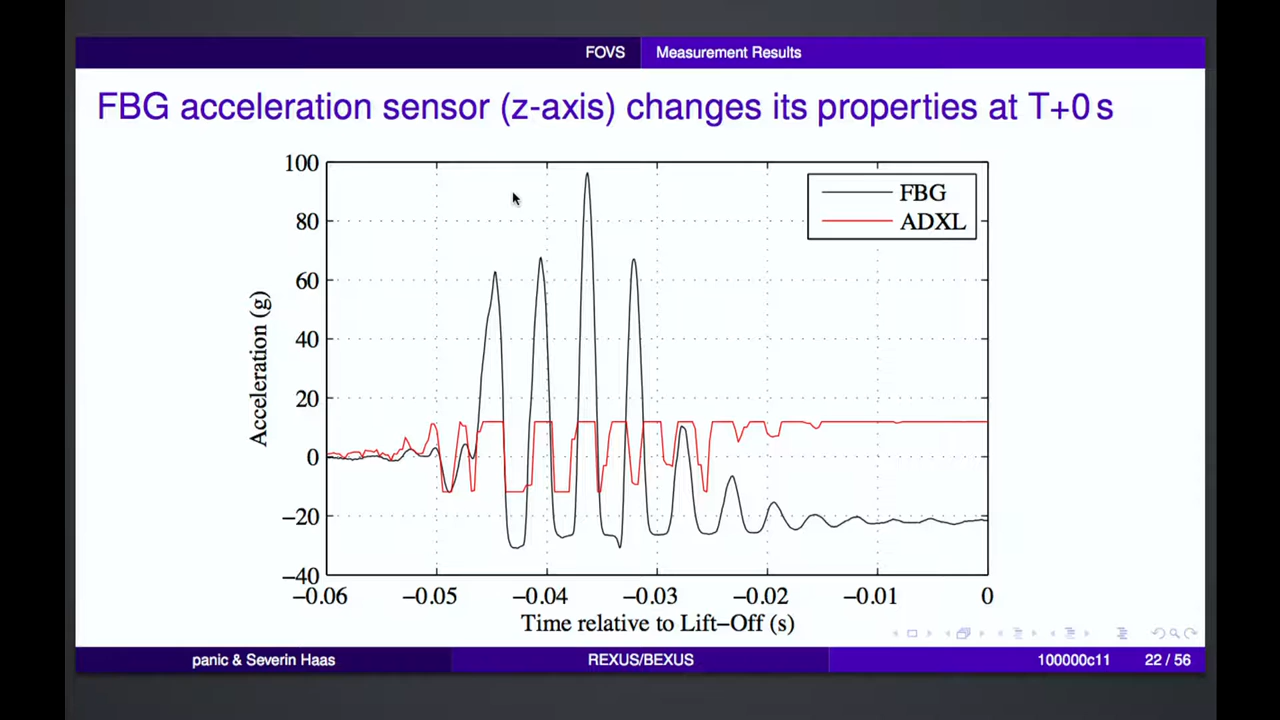 FOVS Measurement Results
FBG acceleration sensor (z-axis) changes its properties at T+0 s
100
80
60
40
20
0
−20
−40
Acceleration (g)
FBG
ADXL
−0.06 −0.05 −0.04 −0.03 −0.02 −0.01 0
Time relative to Lift−Off (s)
panic & Severin Haas REXUS/BEXUS 100000c11 22 / 56